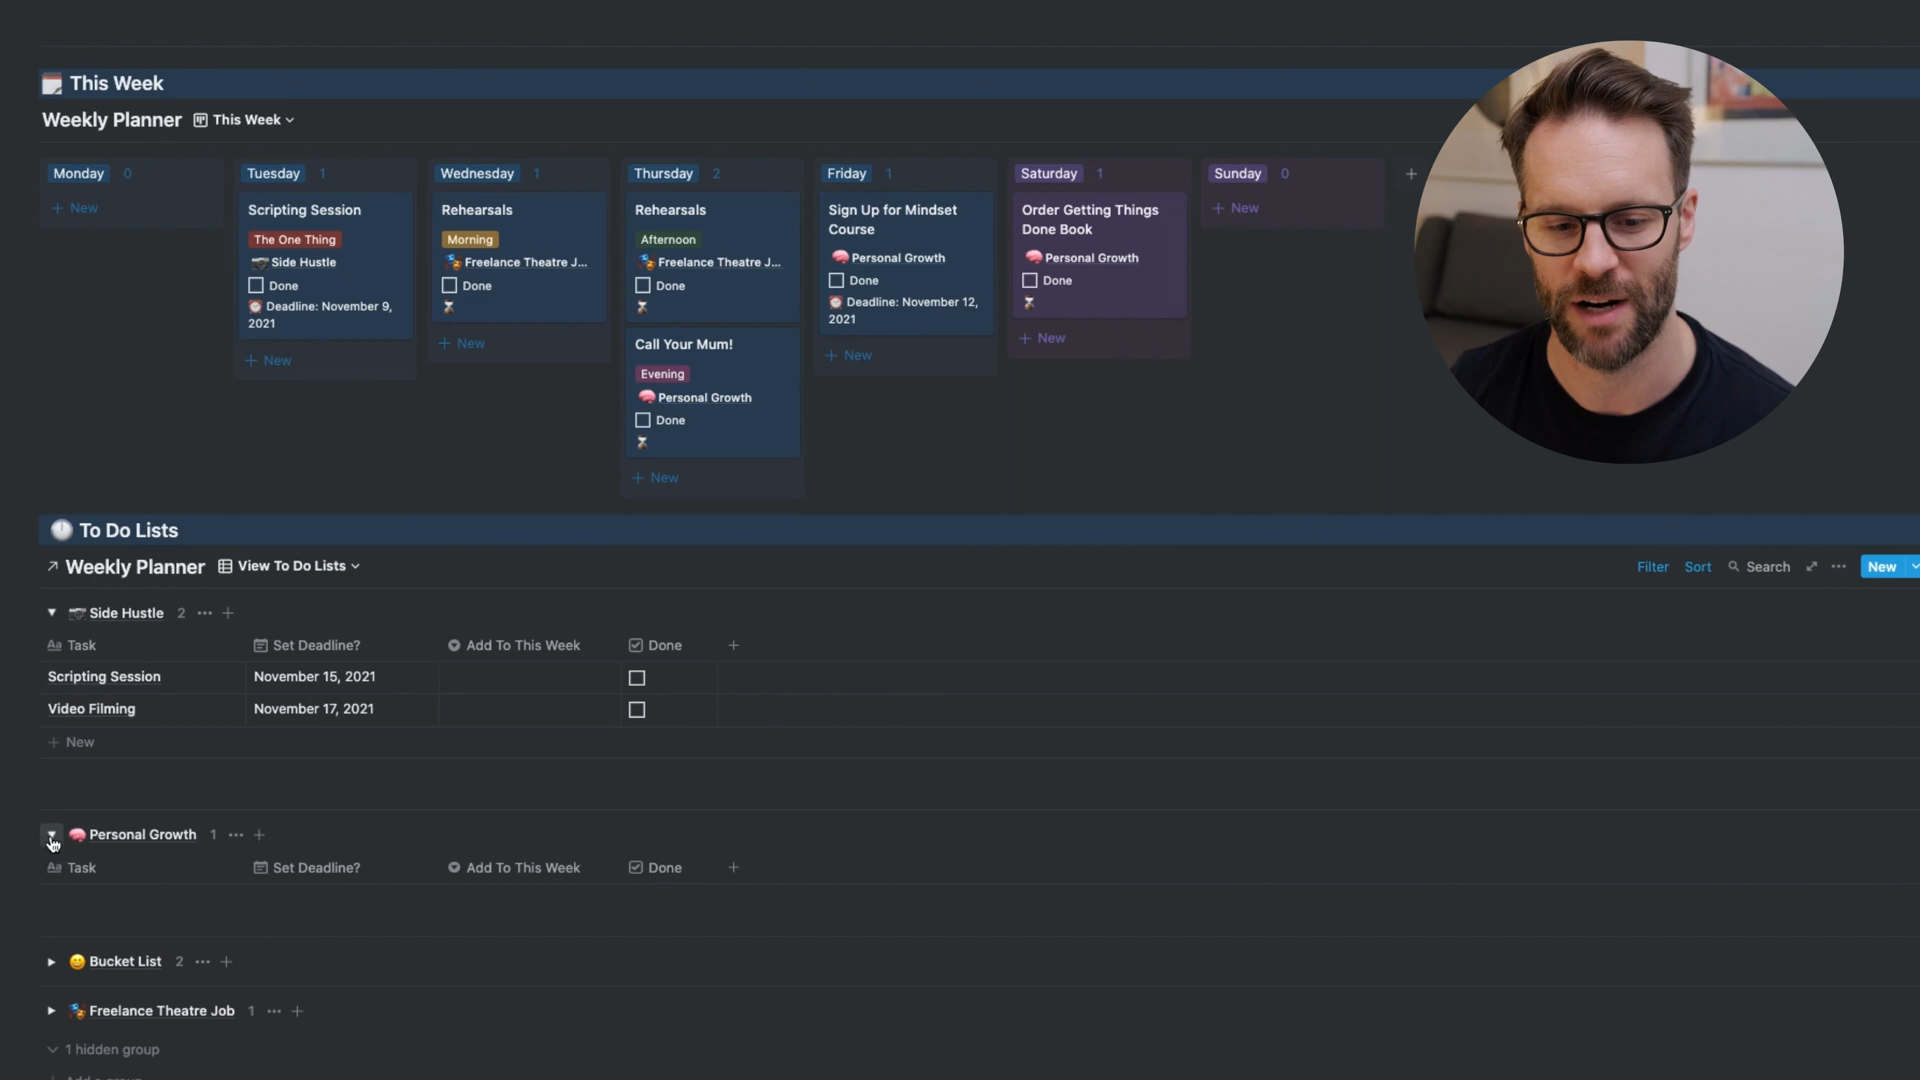 This Week
Weekly Planner This Week
Monday 0
+ New
Tuesday 1
Scripting Session
The One Thing
Side Hustle
Done
Deadline: November 9,
2021
+ New
Wednesday 1
Rehearsals
Morning
Freelance Theatre J...
Done
+ New
Thursday 2
Rehearsals
Afternoon
Freelance Theatre J...
Done
Call Your Mum!
Evening
Personal Growth
Done
+ New
Friday 1
Sign Up for Mindset
Course
Personal Growth
Done
Deadline: November 12,
2021
+ New
Saturday 1
Order Getting Things
Done Book
Personal Growth
Done
+ New
Sunday 0
+ New
To Do Lists
Weekly Planner View To Do Lists
Filter Sort Search ... New
Side Hustle 2 ... +
Aa Task Set Deadline? Add To This Week Done +
Scripting Session November 15, 2021
Video Filming November 17, 2021
+ New
Personal Growth 1 ... +
Aa Task Set Deadline? Add To This Week Done +
Bucket List 2 ... +
Freelance Theatre Job 1 ... +
1 hidden group